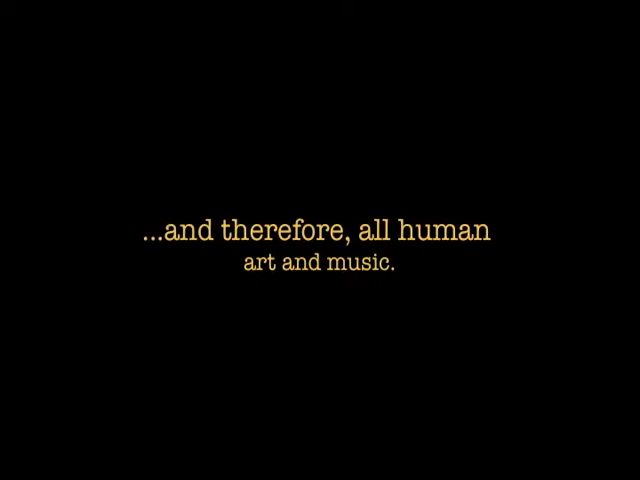 ...and therefore, all human
art and music.